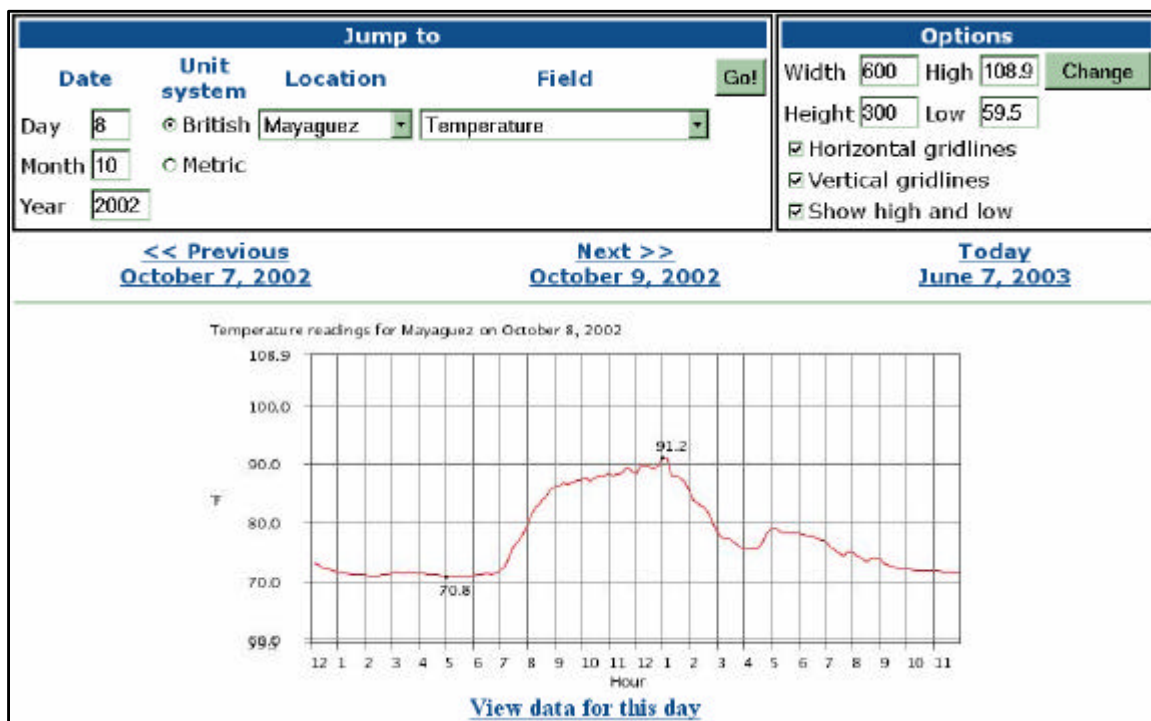 Jump to
Date
Unit system
Location
Field
Go!
Day 8
British
Mayaguez
Temperature
Month 10
Metric
Year 2002
Options
Width 600 High 108.9 Change
Height 300 Low 59.5
Horizontal gridlines
Vertical gridlines
Show high and low
<< Previous
October 7, 2002
Next >>
October 9, 2002
Today
June 7, 2003
Temperature readings for Mayaguez on October 8, 2002
108.9
100.0
90.0
80.0
70.0
°F
91.2
70.8
12 1 2 3 4 5 6 7 8 9 10 11 12 1 2 3 4 5 6 7 8 9 10 11
Hour
View data for this day